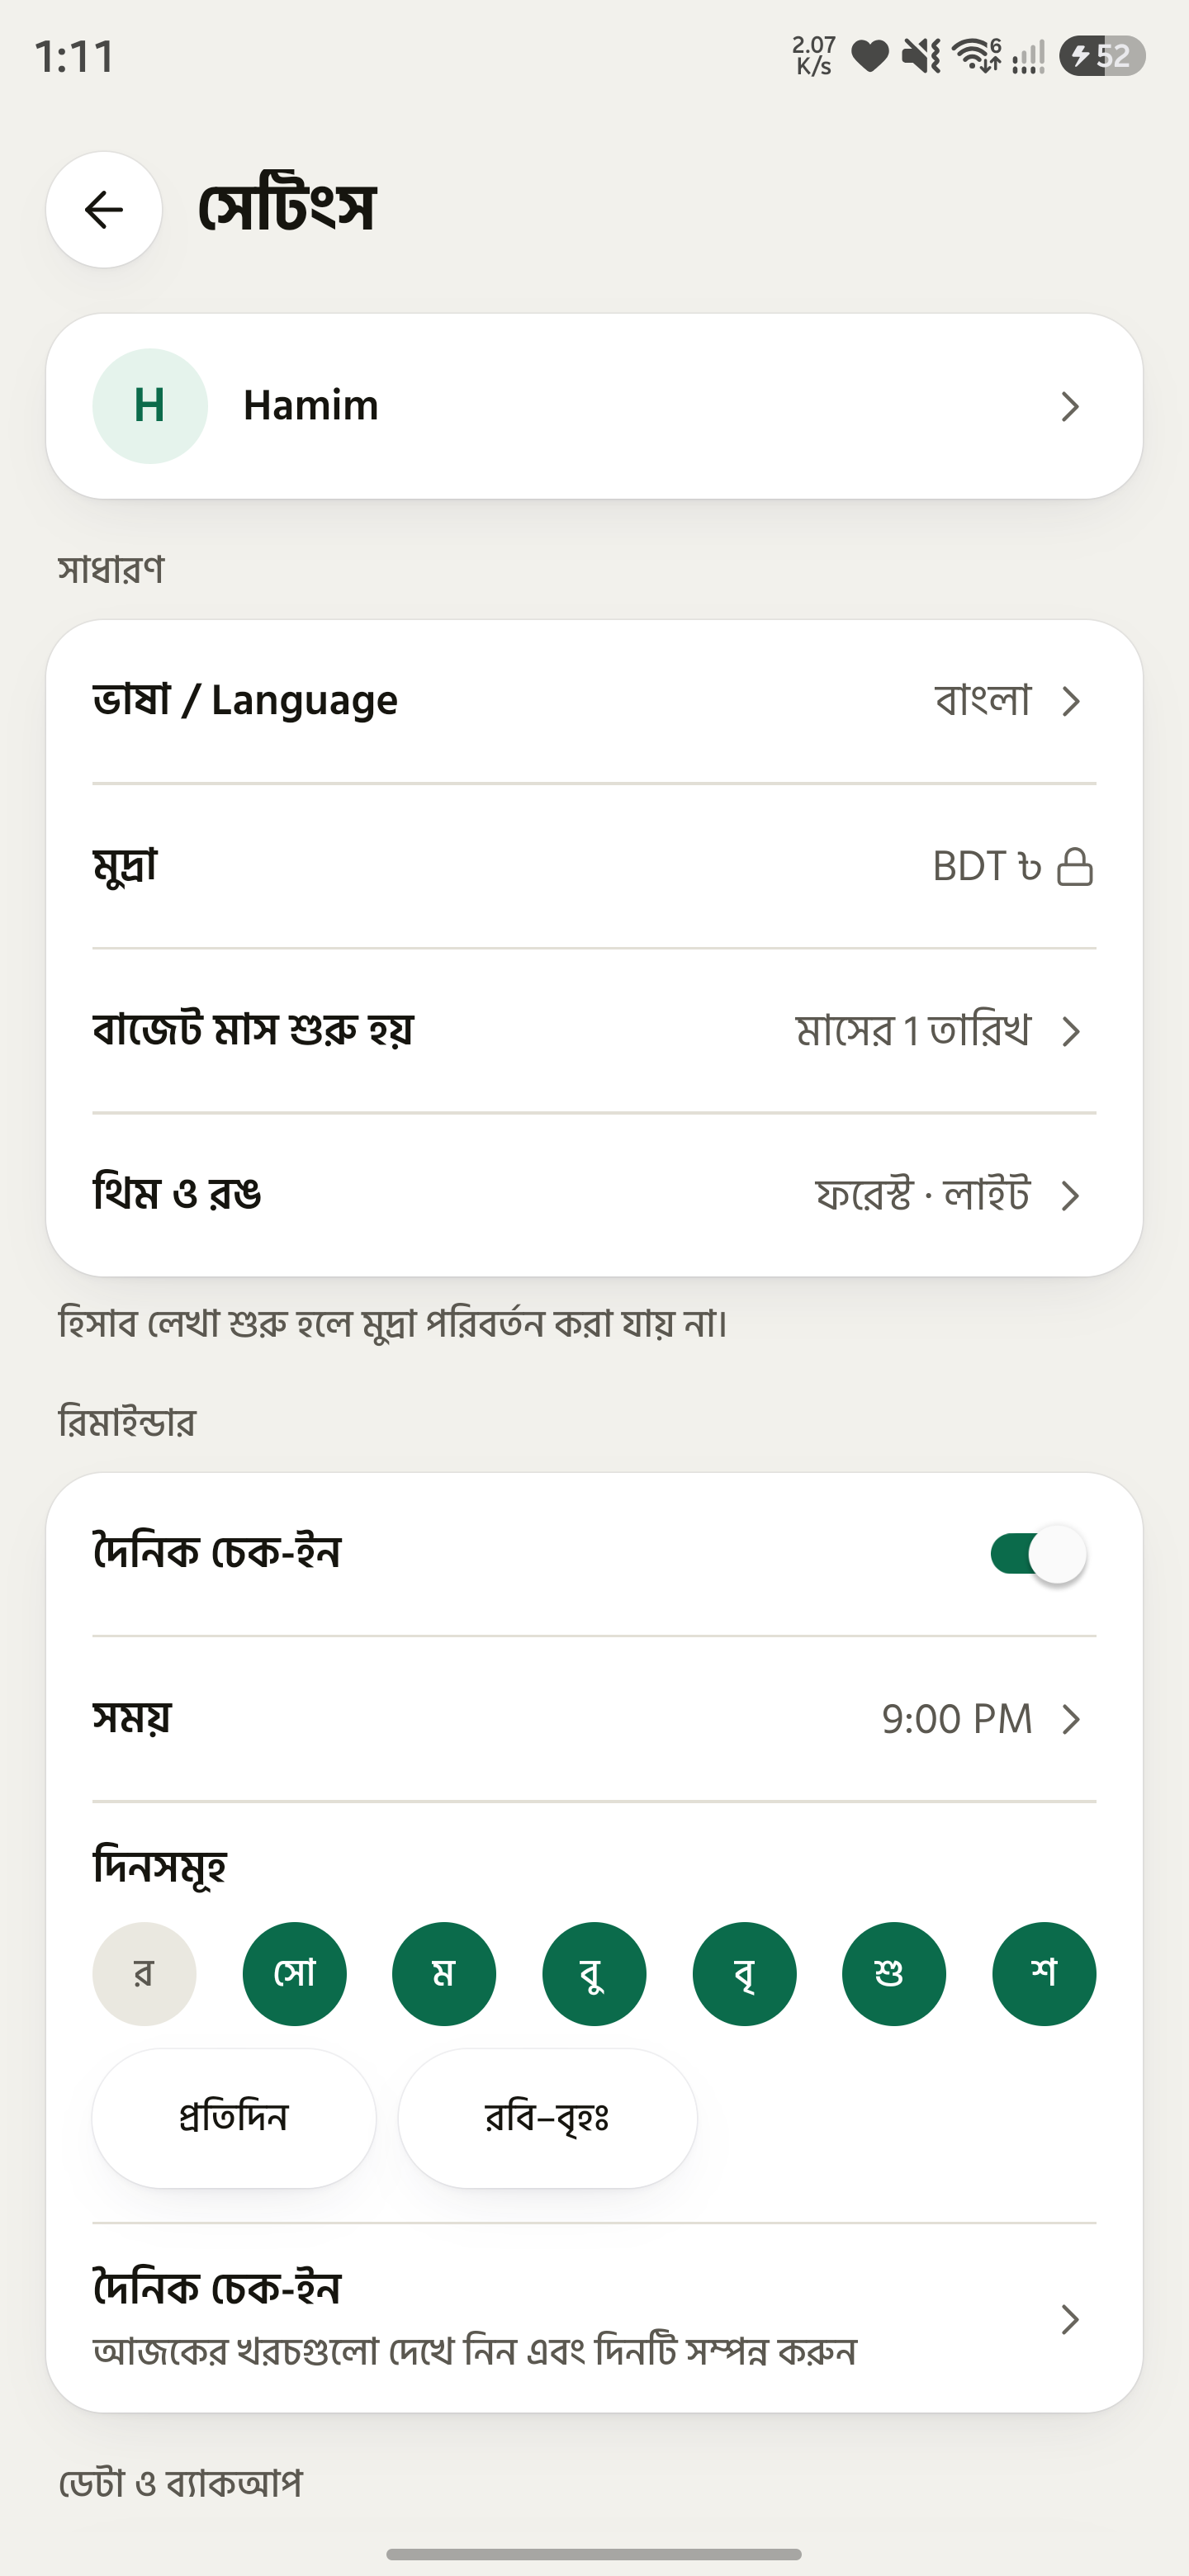 1:11
2.07
K/s
6
52
সেটিংস
H
Hamim
সাধারণ
ভাষা / Language
বাংলা
মুদ্রা
BDT ৳
বাজেট মাস শুরু হয়
মাসের 1 তারিখ
থিম ও রঙ
ফরেস্ট · লাইট
হিসাব লেখা শুরু হলে মুদ্রা পরিবর্তন করা যায় না।
রিমাইন্ডার
দৈনিক চেক-ইন
সময়
9:00 PM
দিনসমূহ
র সো ম বু বৃ শু শ
প্রতিদিন
রবি–বৃহঃ
দৈনিক চেক-ইন
আজকের খরচগুলো দেখে নিন এবং দিনটি সম্পন্ন করুন
ডেটা ও ব্যাকআপ